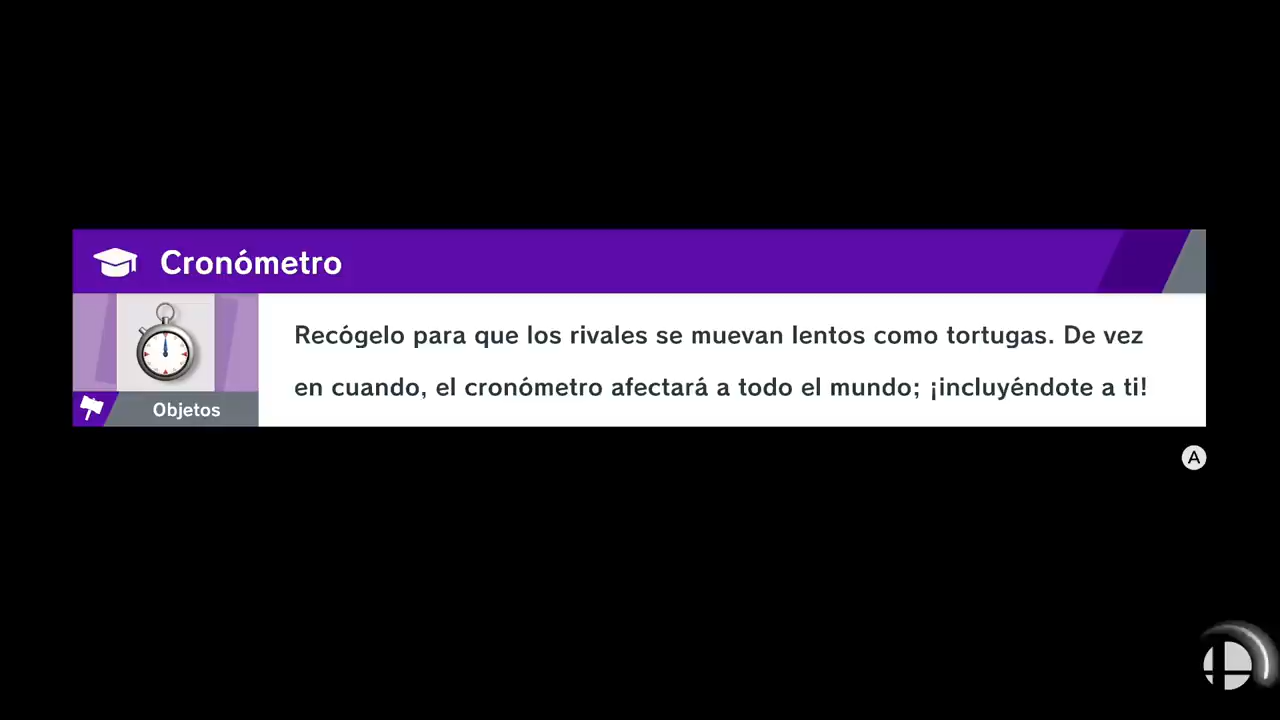 Cronómetro
Recógelo para que los rivales se muevan lentos como tortugas. De vez
en cuando, el cronómetro afectará a todo el mundo; ¡incluyéndote a ti!
Objetos
A